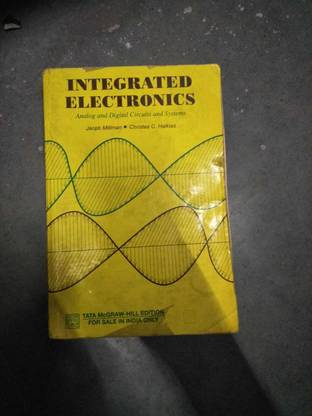 INTEGRATED
ELECTRONICS
Analog and Digital Circuits and Systems
Jacob Millman • Christos C. Halkias
TATA McGRAW-HILL EDITION
FOR SALE IN INDIA ONLY